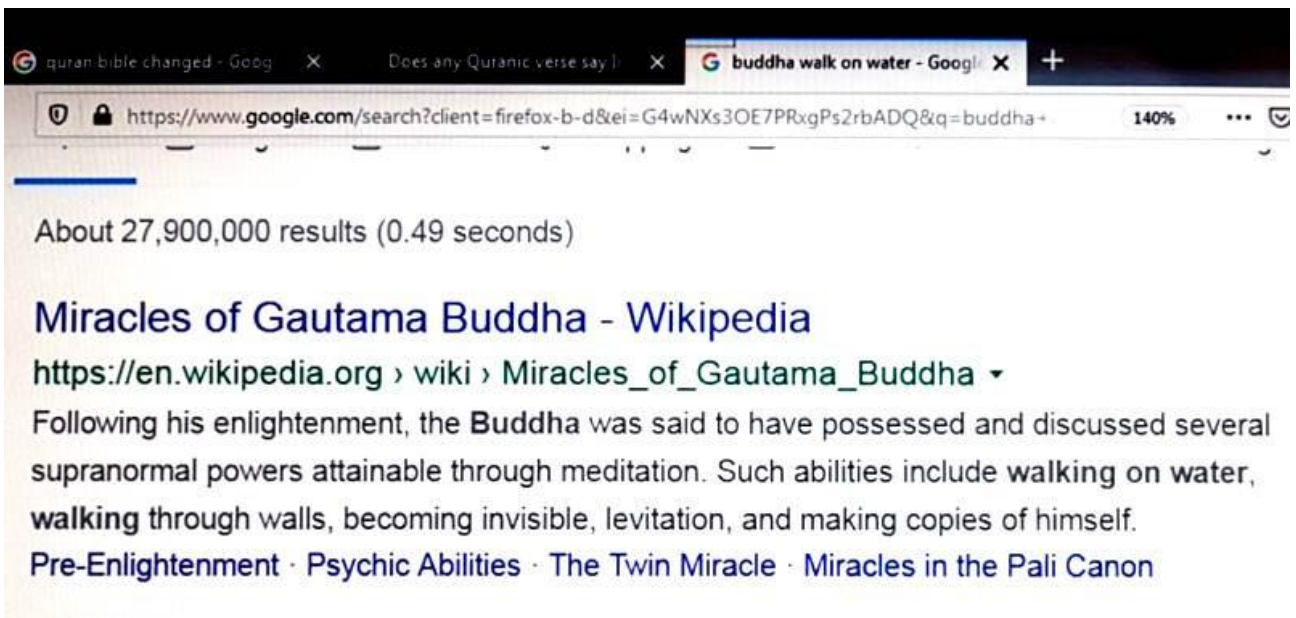 quran bible changed - Goog
Does any Quranic verse say
buddha walk on water - Googl
https://www.google.com/search?client=firefox-b-d&ei=G4wNXs3OE7PRxgPs2rbADQ&q=buddha+
140%
About 27,900,000 results (0.49 seconds)
Miracles of Gautama Buddha - Wikipedia
https://en.wikipedia.org › wiki › Miracles_of_Gautama_Buddha
Following his enlightenment, the Buddha was said to have possessed and discussed several
supranormal powers attainable through meditation. Such abilities include walking on water,
walking through walls, becoming invisible, levitation, and making copies of himself.
Pre-Enlightenment · Psychic Abilities · The Twin Miracle · Miracles in the Pali Canon